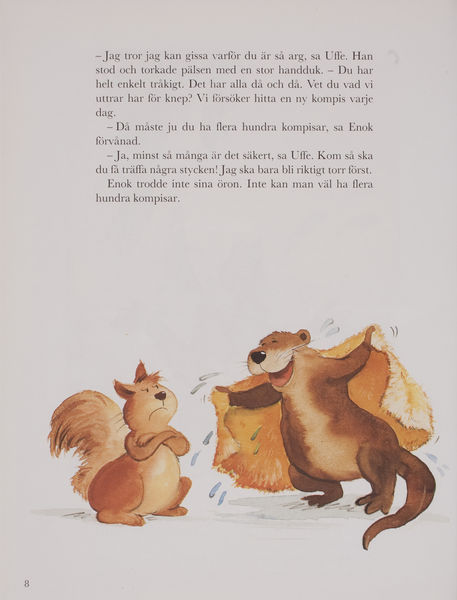 – Jag tror jag kan gissa varför du är så arg, sa Uffe. Han
stod och torkade pälsen med en stor handduk. – Du har
helt enkelt tråkigt. Det har alla då och då. Vet du vad vi
uttrar har för knep? Vi försöker hitta en ny kompis varje
dag.
– Då måste ju du ha flera hundra kompisar, sa Enok
förvånad.
– Ja, minst så många är det säkert, sa Uffe. Kom så ska
du få träffa några stycken! Jag ska bara bli riktigt torr först.
Enok trodde inte sina öron. Inte kan man väl ha flera
hundra kompisar.
8